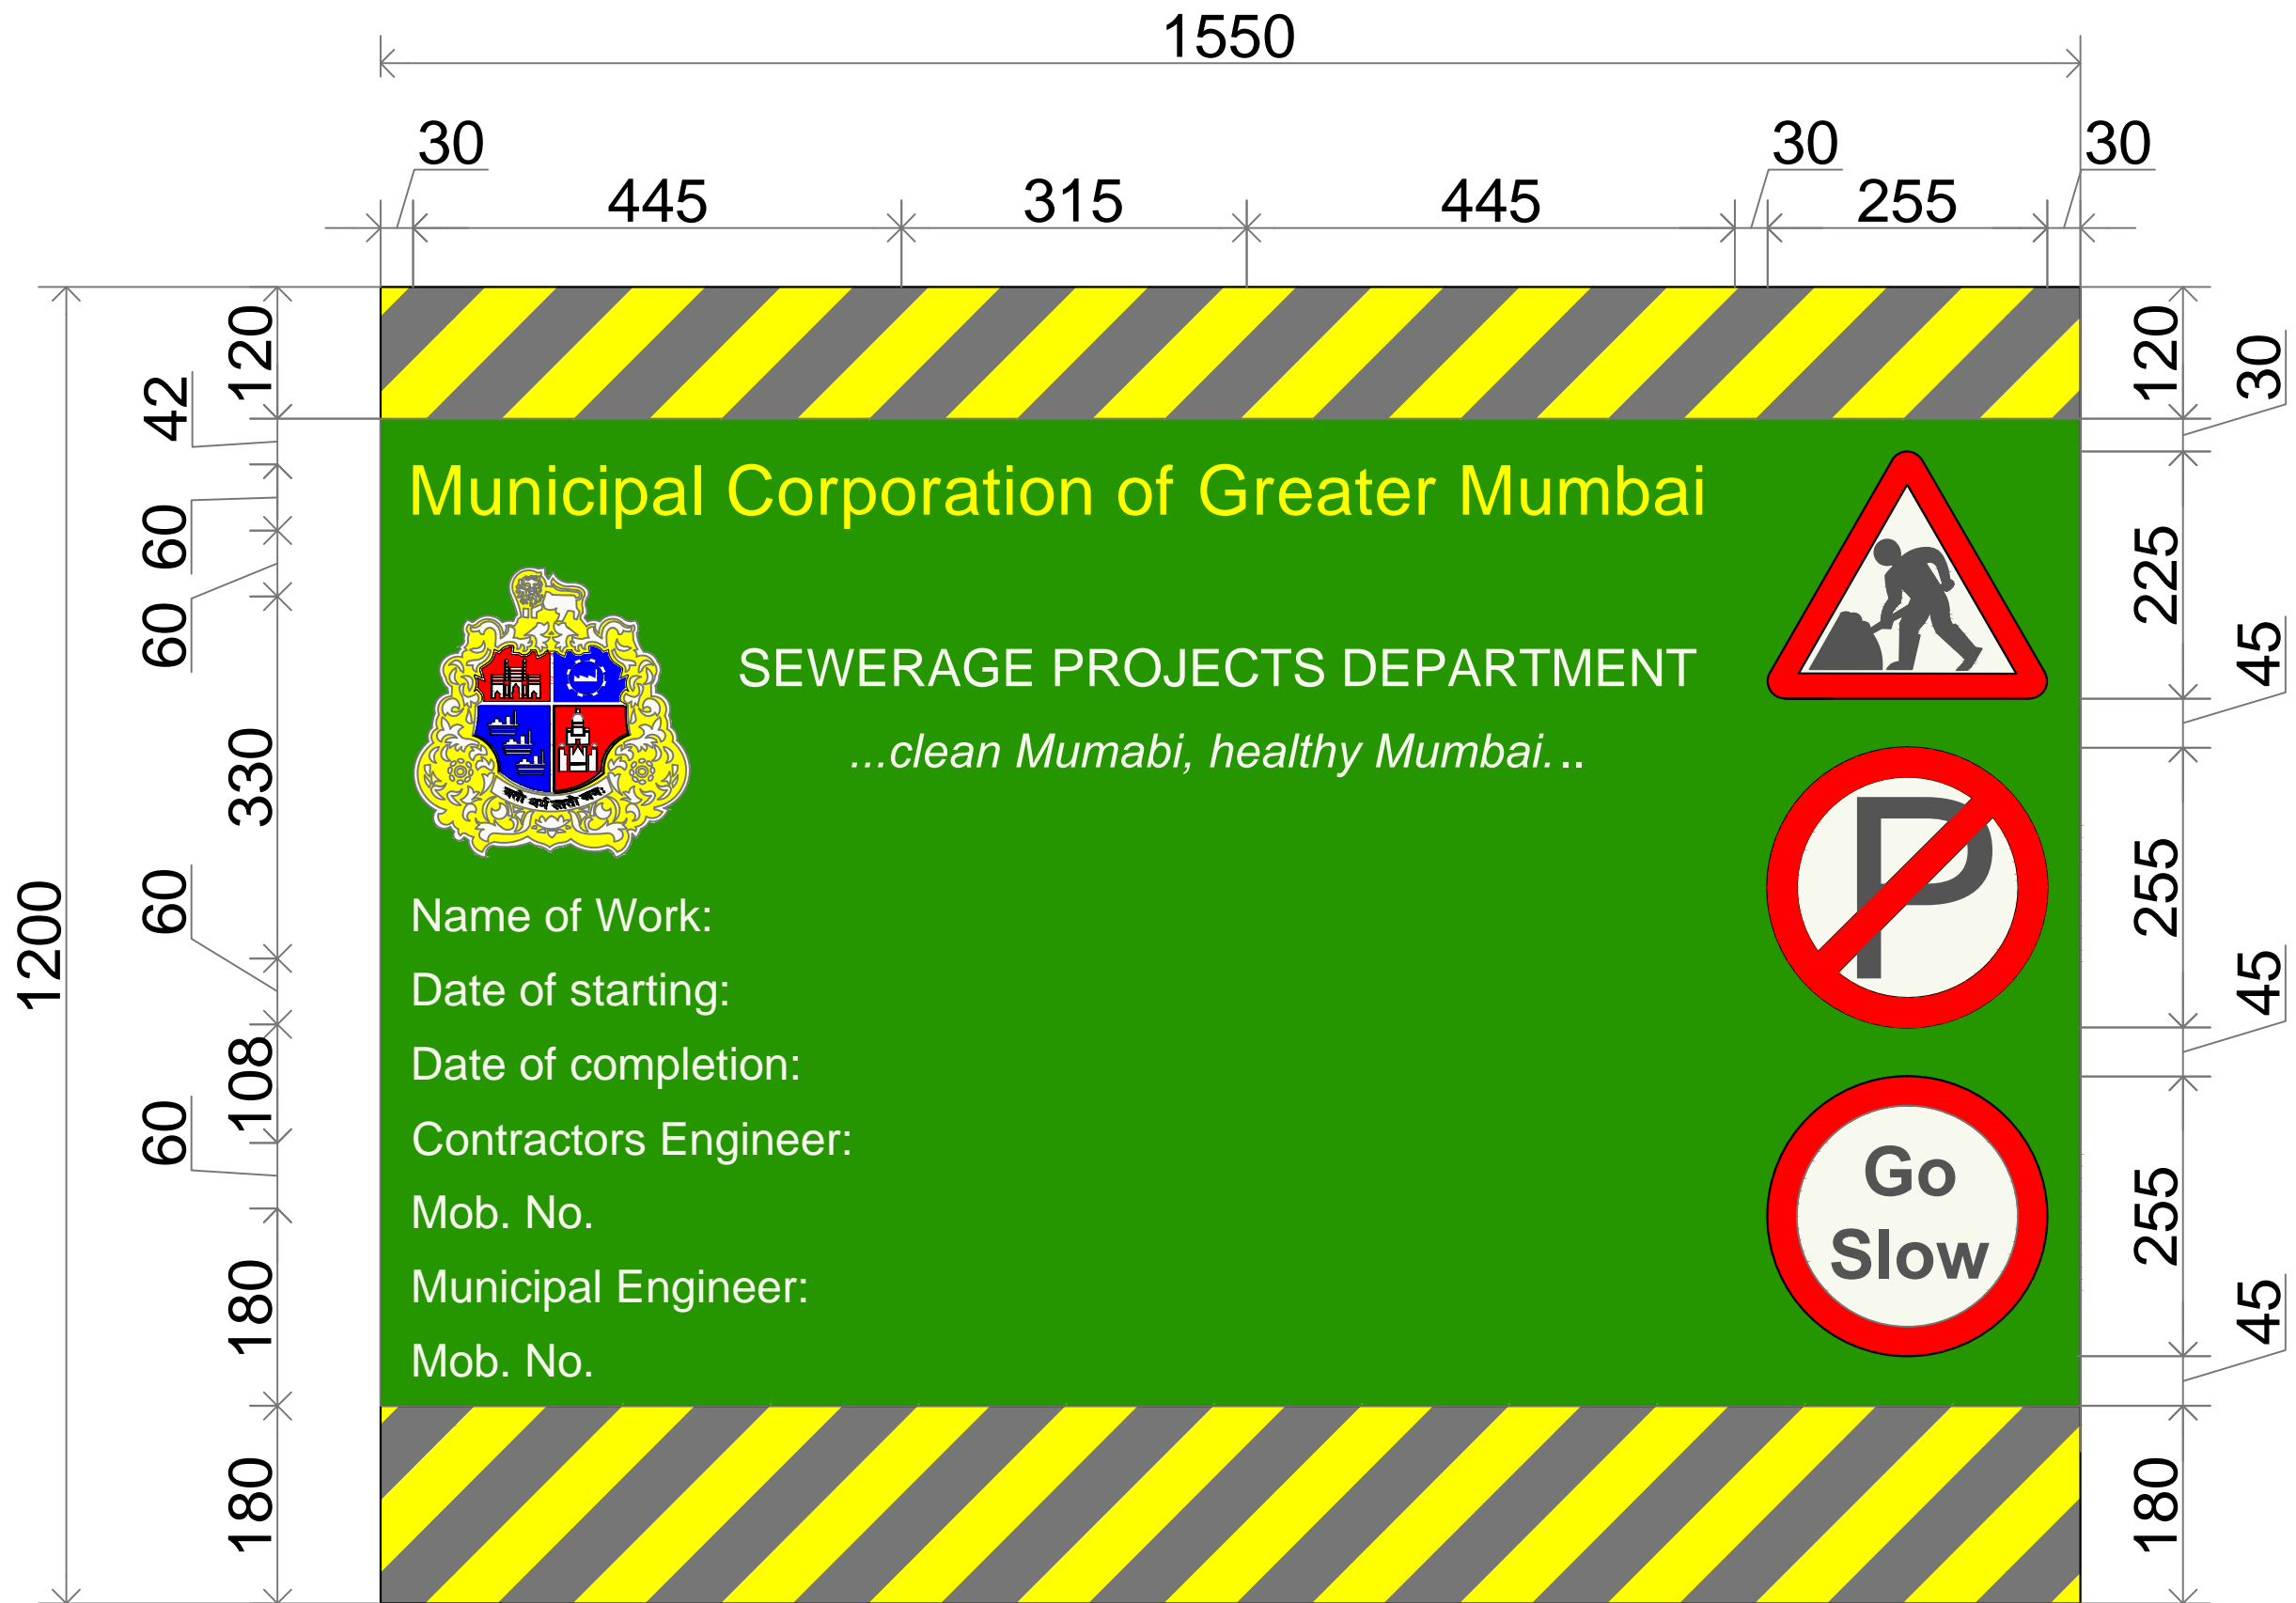 1550
30 30 30
445 315 445 255
120
42
60
60
330
60
108
60
180
180
1200
120
30
225
45
255
45
255
45
180
Municipal Corporation of Greater Mumbai
SEWERAGE PROJECTS DEPARTMENT
...clean Mumabi, healthy Mumbai...
Name of Work:
Date of starting:
Date of completion:
Contractors Engineer:
Mob. No.
Municipal Engineer:
Mob. No.
P
Go
Slow